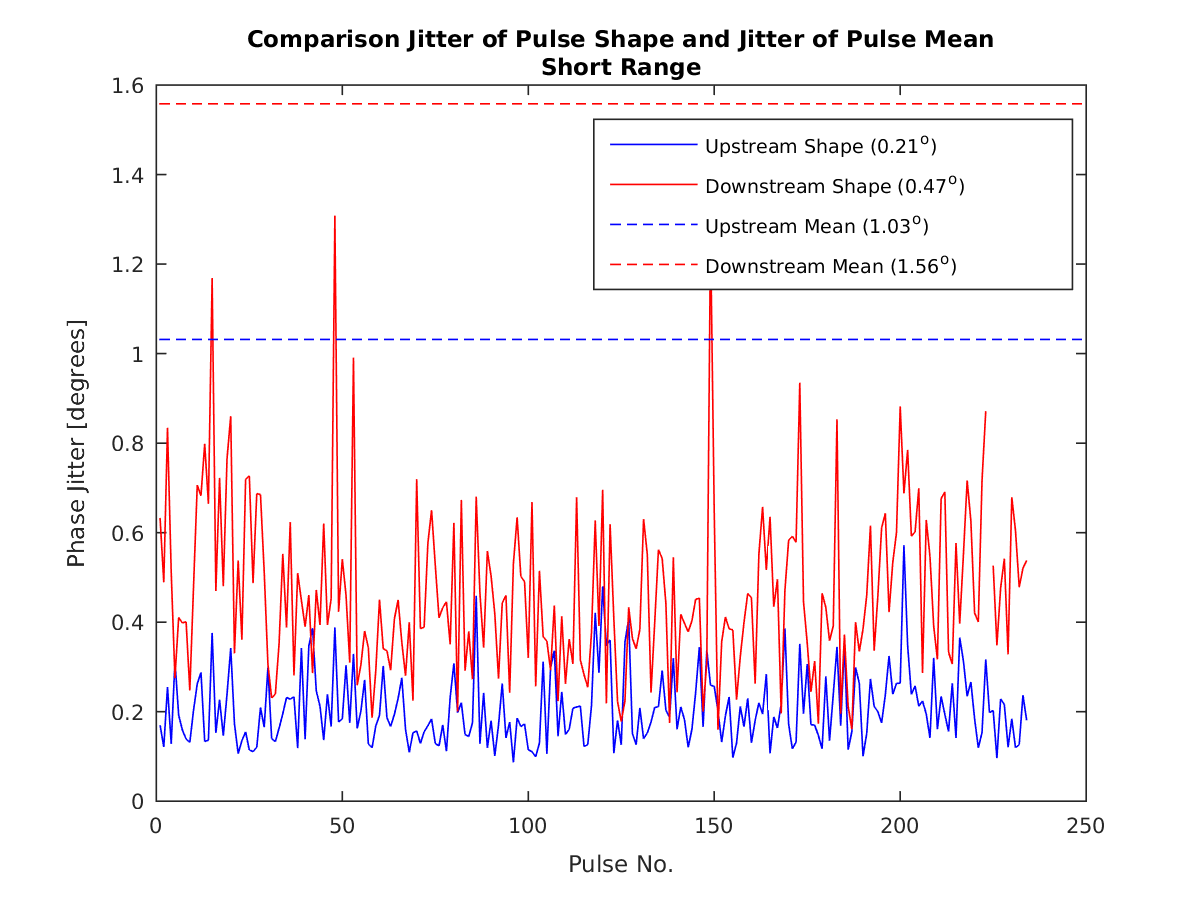 Comparison Jitter of Pulse Shape and Jitter of Pulse Mean
Short Range
1.6
1.4
1.2
1
0.8
0.6
0.4
0.2
0
Phase Jitter [degrees]
Upstream Shape (0.21°)
Downstream Shape (0.47°)
Upstream Mean (1.03°)
Downstream Mean (1.56°)
0 50 100 150 200 250
Pulse No.